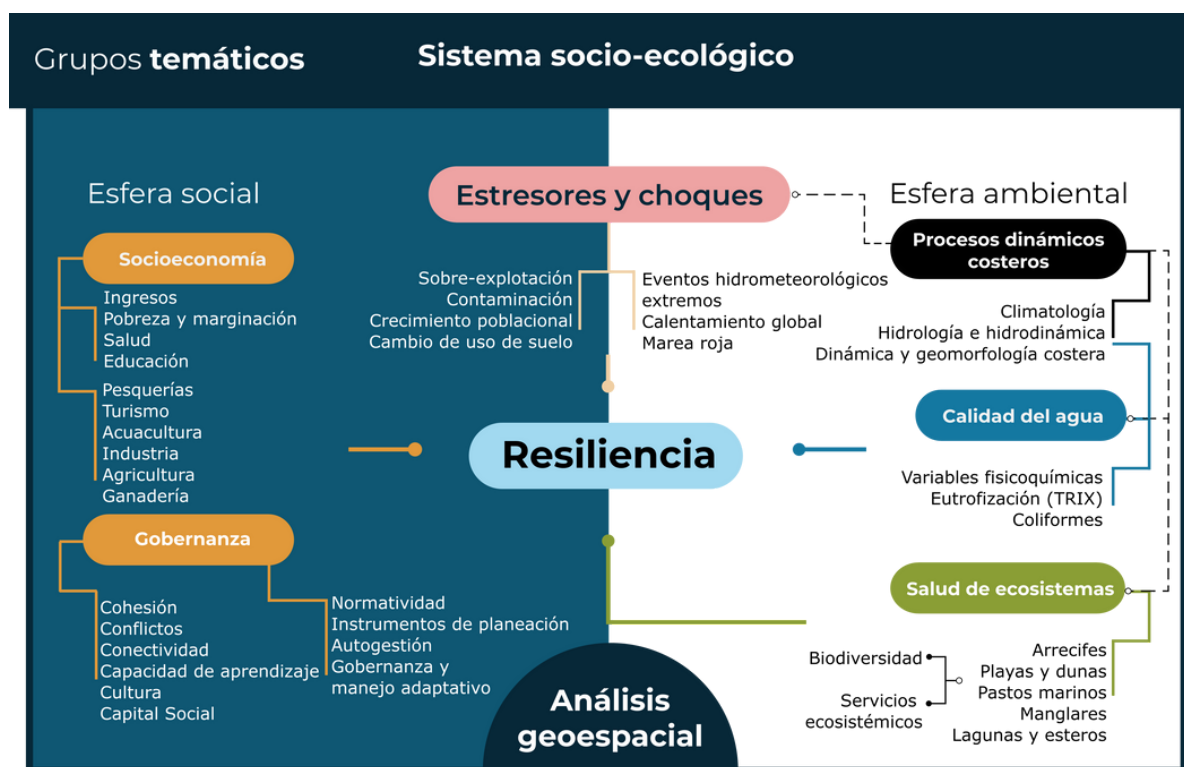 Grupos temáticos
Sistema socio-ecológico
Esfera social
Socioeconomía
Ingresos
Pobreza y marginación
Salud
Educación
Pesquerías
Turismo
Acuacultura
Industria
Agricultura
Ganadería
Gobernanza
Cohesión
Conflictos
Conectividad
Capacidad de aprendizaje
Cultura
Capital Social
Normatividad
Instrumentos de planeación
Autogestión
Gobernanza y
manejo adaptativo
Estresores y choques
Sobre-explotación
Contaminación
Crecimiento poblacional
Cambio de uso de suelo
Eventos hidrometeorológicos
extremos
Calentamiento global
Marea roja
Resiliencia
Análisis
geoespacial
Esfera ambiental
Procesos dinámicos
costeros
Climatología
Hidrología e hidrodinámica
Dinámica y geomorfología costera
Calidad del agua
Variables fisicoquímicas
Eutrofización (TRIX)
Coliformes
Salud de ecosistemas
Arrecifes
Playas y dunas
Pastos marinos
Manglares
Lagunas y esteros
Biodiversidad
Servicios
ecosistémicos